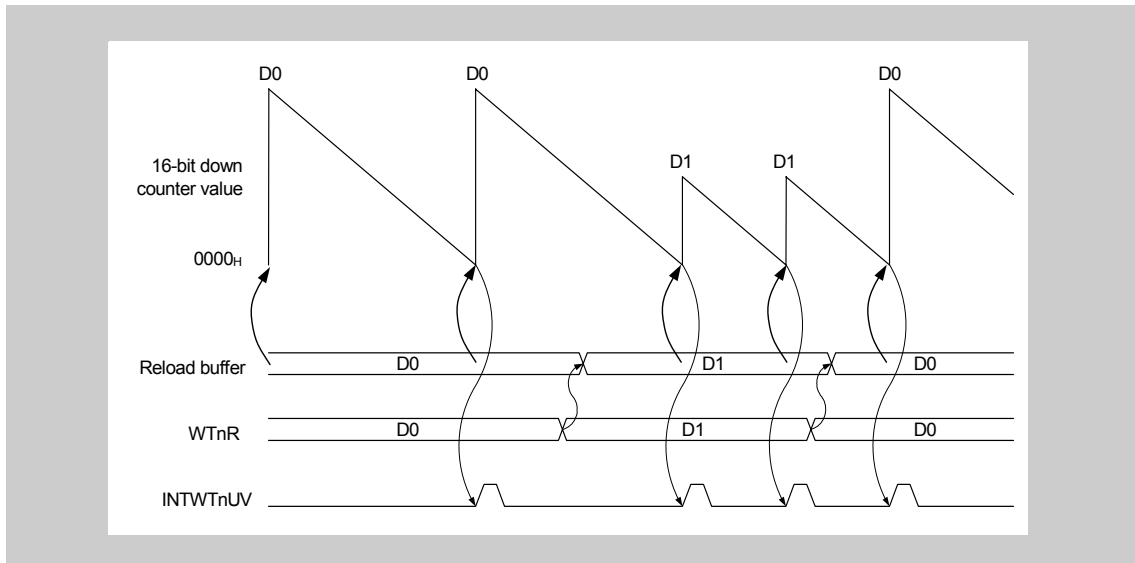 D0 D0 D0
D1 D1
16-bit down
counter value
0000H
Reload buffer D0 D1 D0
WTnR D0 D1 D0
INTWTnUV